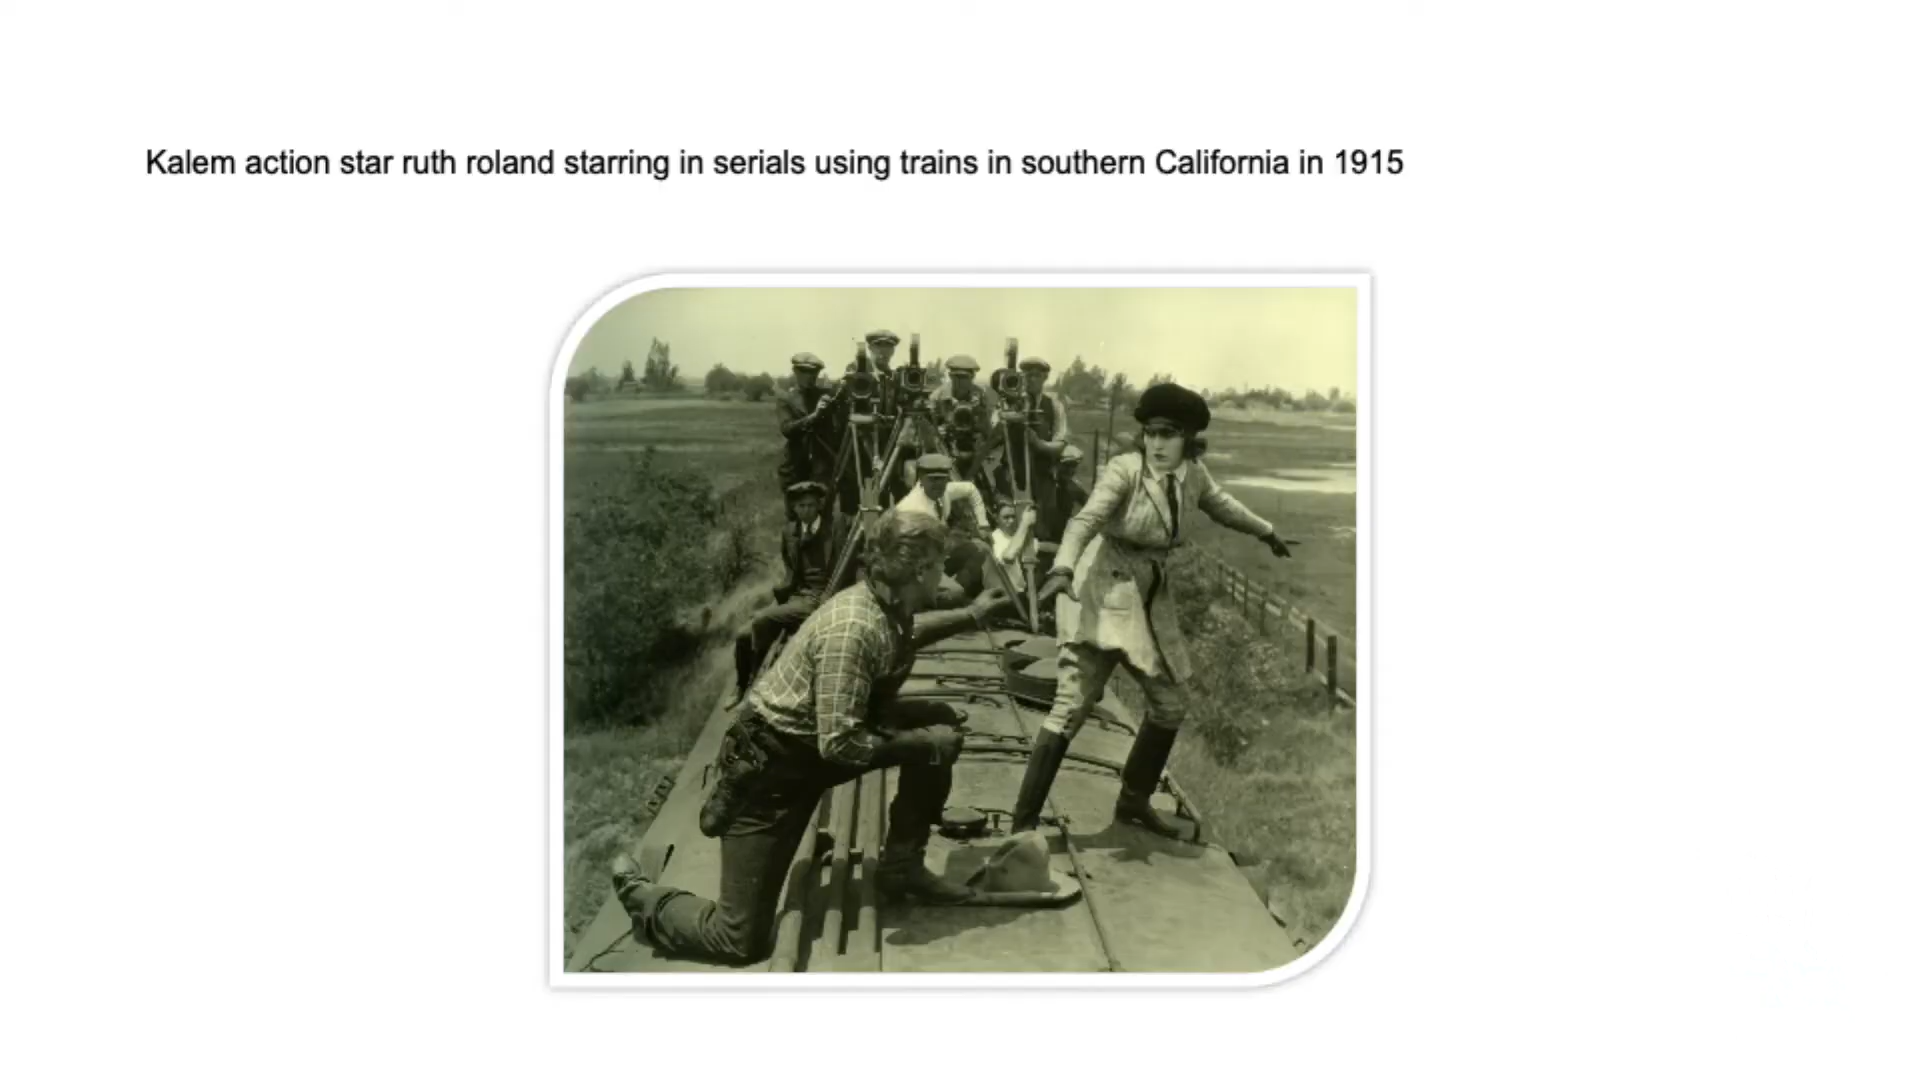 Kalem action star ruth roland starring in serials using trains in southern California in 1915